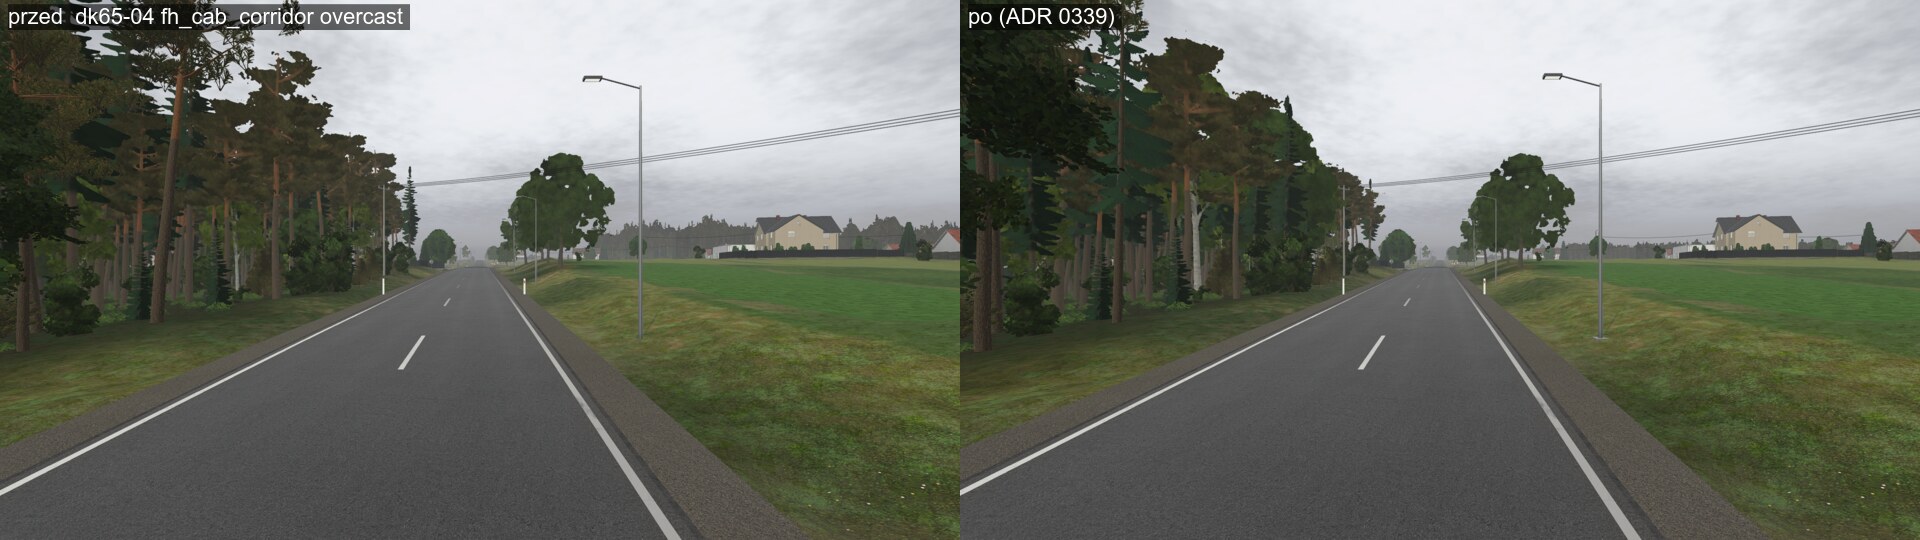 przed  dk65-04 fh_cab_corridor overcast
po (ADR 0339)